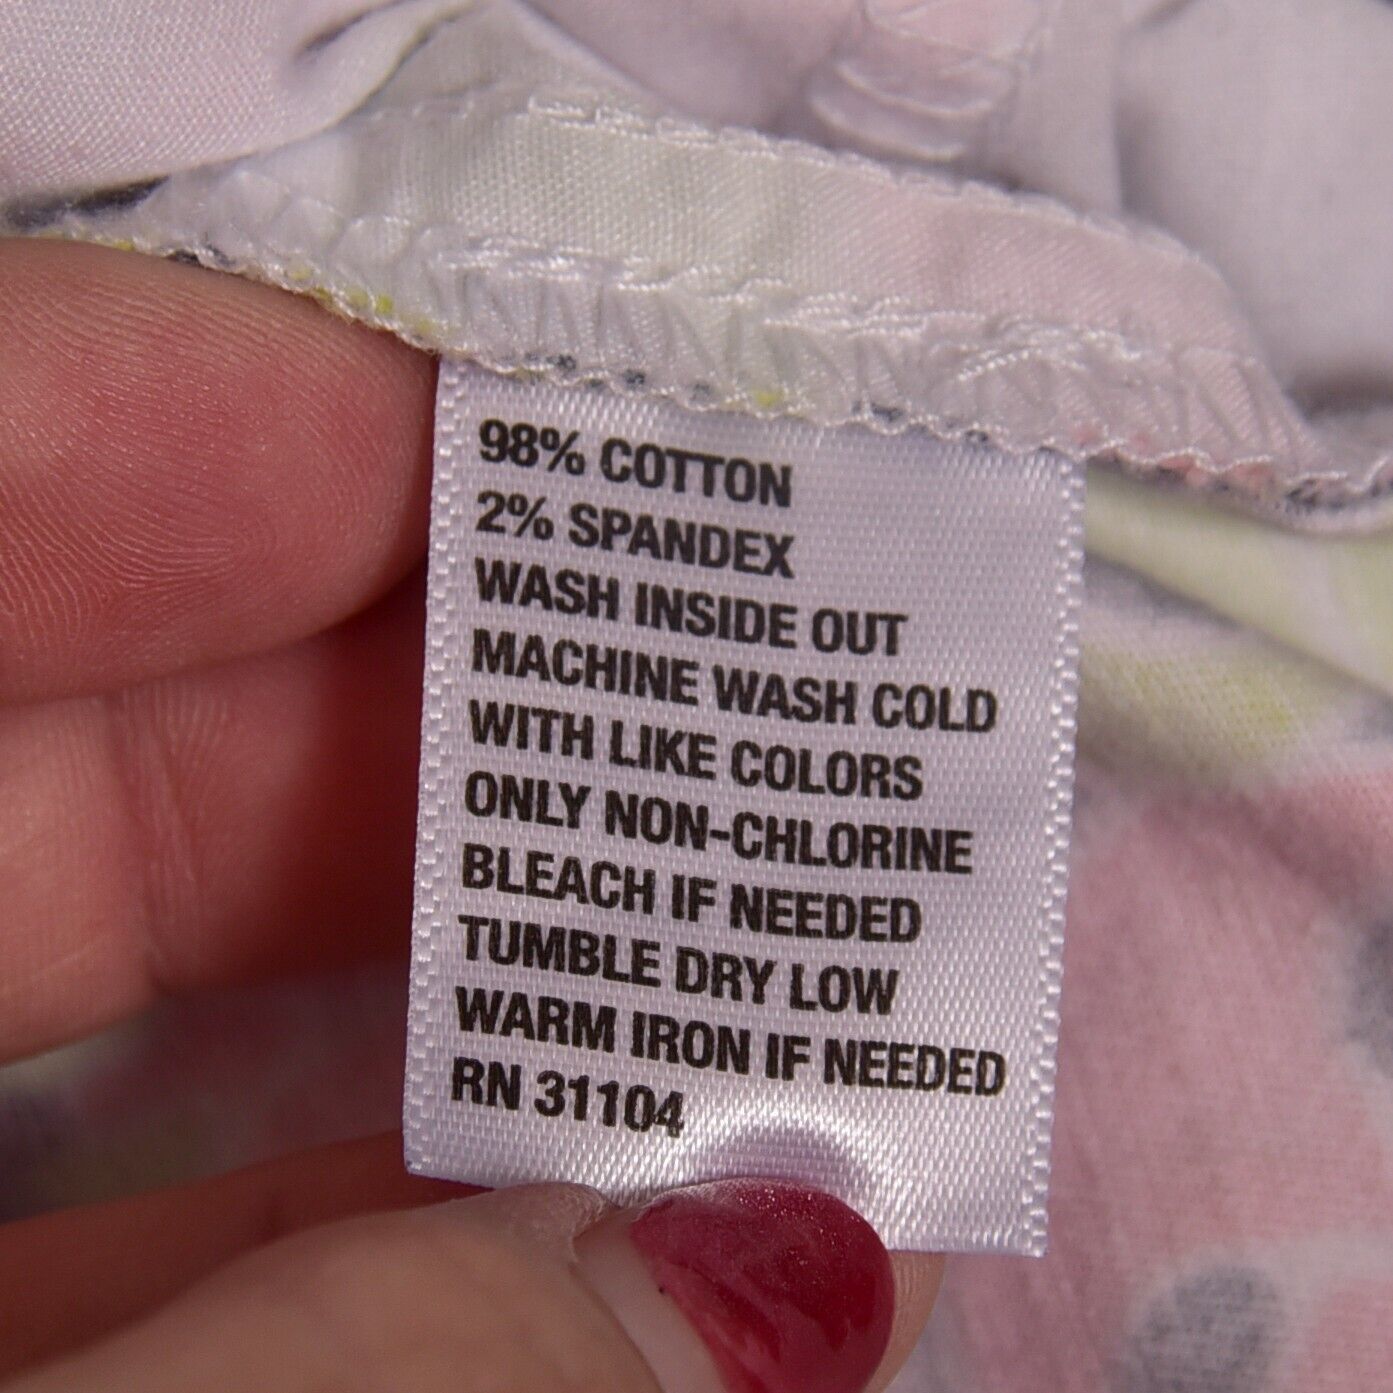 98% COTTON
2% SPANDEX
WASH INSIDE OUT
MACHINE WASH COLD
WITH LIKE COLORS
ONLY NON-CHLORINE
BLEACH IF NEEDED
TUMBLE DRY LOW
WARM IRON IF NEEDED
RN 31104